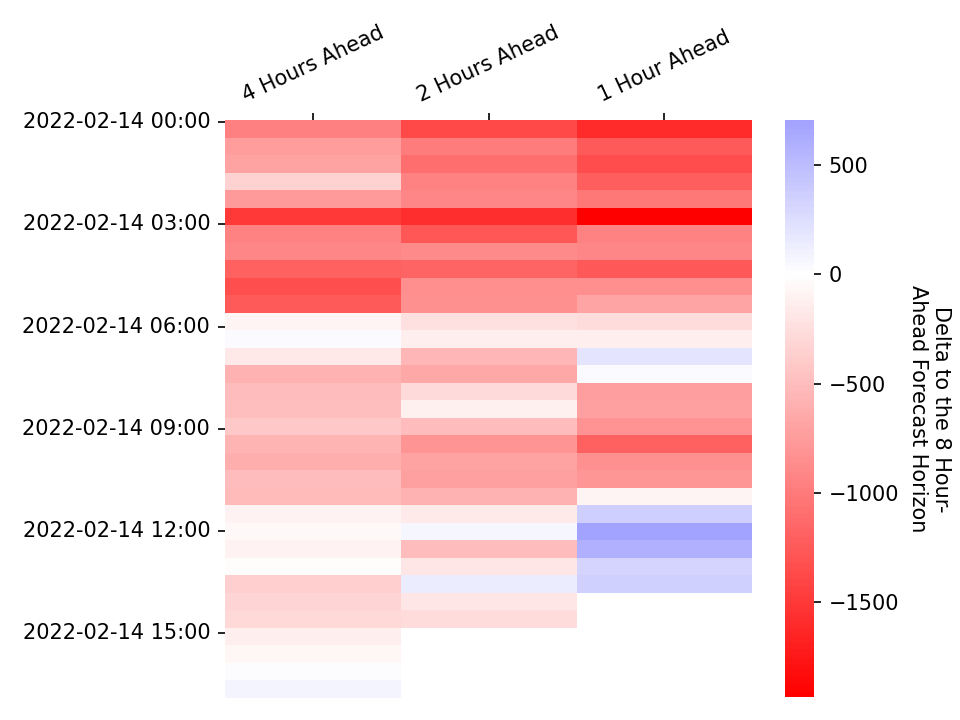 4 Hours Ahead
2 Hours Ahead
1 Hour Ahead
2022-02-14 00:00
2022-02-14 03:00
2022-02-14 06:00
2022-02-14 09:00
2022-02-14 12:00
2022-02-14 15:00
500
0
−500
−1000
−1500
Delta to the 8 Hour-
Ahead Forecast Horizon